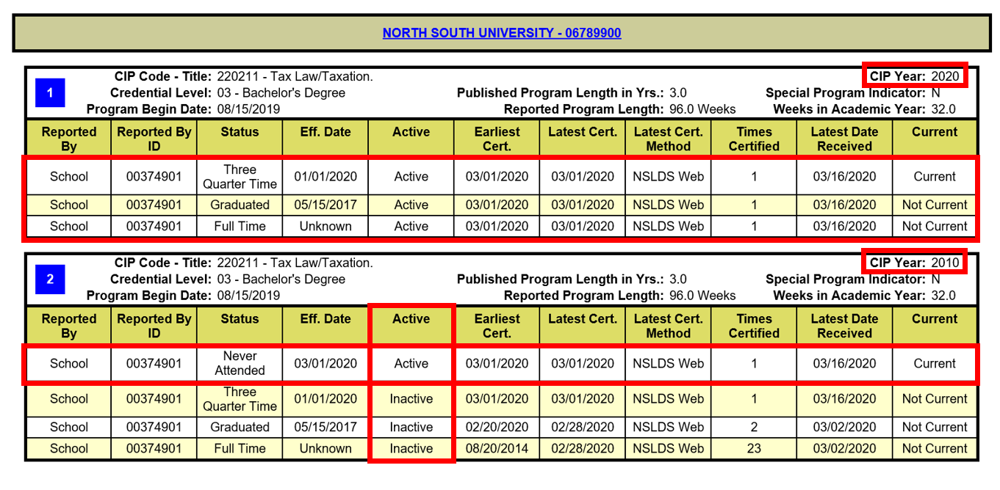 NORTH SOUTH UNIVERSITY - 06789900
1
CIP Code - Title: 220211 - Tax Law/Taxation. CIP Year: 2020
Credential Level: 03 - Bachelor's Degree Published Program Length in Yrs.: 3.0 Special Program Indicator: N
Program Begin Date: 08/15/2019 Reported Program Length: 96.0 Weeks Weeks in Academic Year: 32.0
Reported By Reported By ID Status Eff. Date Active Earliest Cert. Latest Cert. Latest Cert. Method Times Certified Latest Date Received Current
School 00374901 Three Quarter Time 01/01/2020 Active 03/01/2020 03/01/2020 NSLDS Web 1 03/16/2020 Current
School 00374901 Graduated 05/15/2017 Active 03/01/2020 03/01/2020 NSLDS Web 1 03/16/2020 Not Current
School 00374901 Full Time Unknown Active 03/01/2020 03/01/2020 NSLDS Web 1 03/16/2020 Not Current
2
CIP Code - Title: 220211 - Tax Law/Taxation. CIP Year: 2010
Credential Level: 03 - Bachelor's Degree Published Program Length in Yrs.: 3.0 Special Program Indicator: N
Program Begin Date: 08/15/2019 Reported Program Length: 96.0 Weeks Weeks in Academic Year: 32.0
Reported By Reported By ID Status Eff. Date Active Earliest Cert. Latest Cert. Latest Cert. Method Times Certified Latest Date Received Current
School 00374901 Never Attended 03/01/2020 Active 03/01/2020 03/01/2020 NSLDS Web 1 03/16/2020 Current
School 00374901 Three Quarter Time 01/01/2020 Inactive 03/01/2020 03/01/2020 NSLDS Web 1 03/16/2020 Not Current
School 00374901 Graduated 05/15/2017 Inactive 02/20/2020 02/28/2020 NSLDS Web 2 03/02/2020 Not Current
School 00374901 Full Time Unknown Inactive 08/20/2014 02/28/2020 NSLDS Web 23 03/02/2020 Not Current